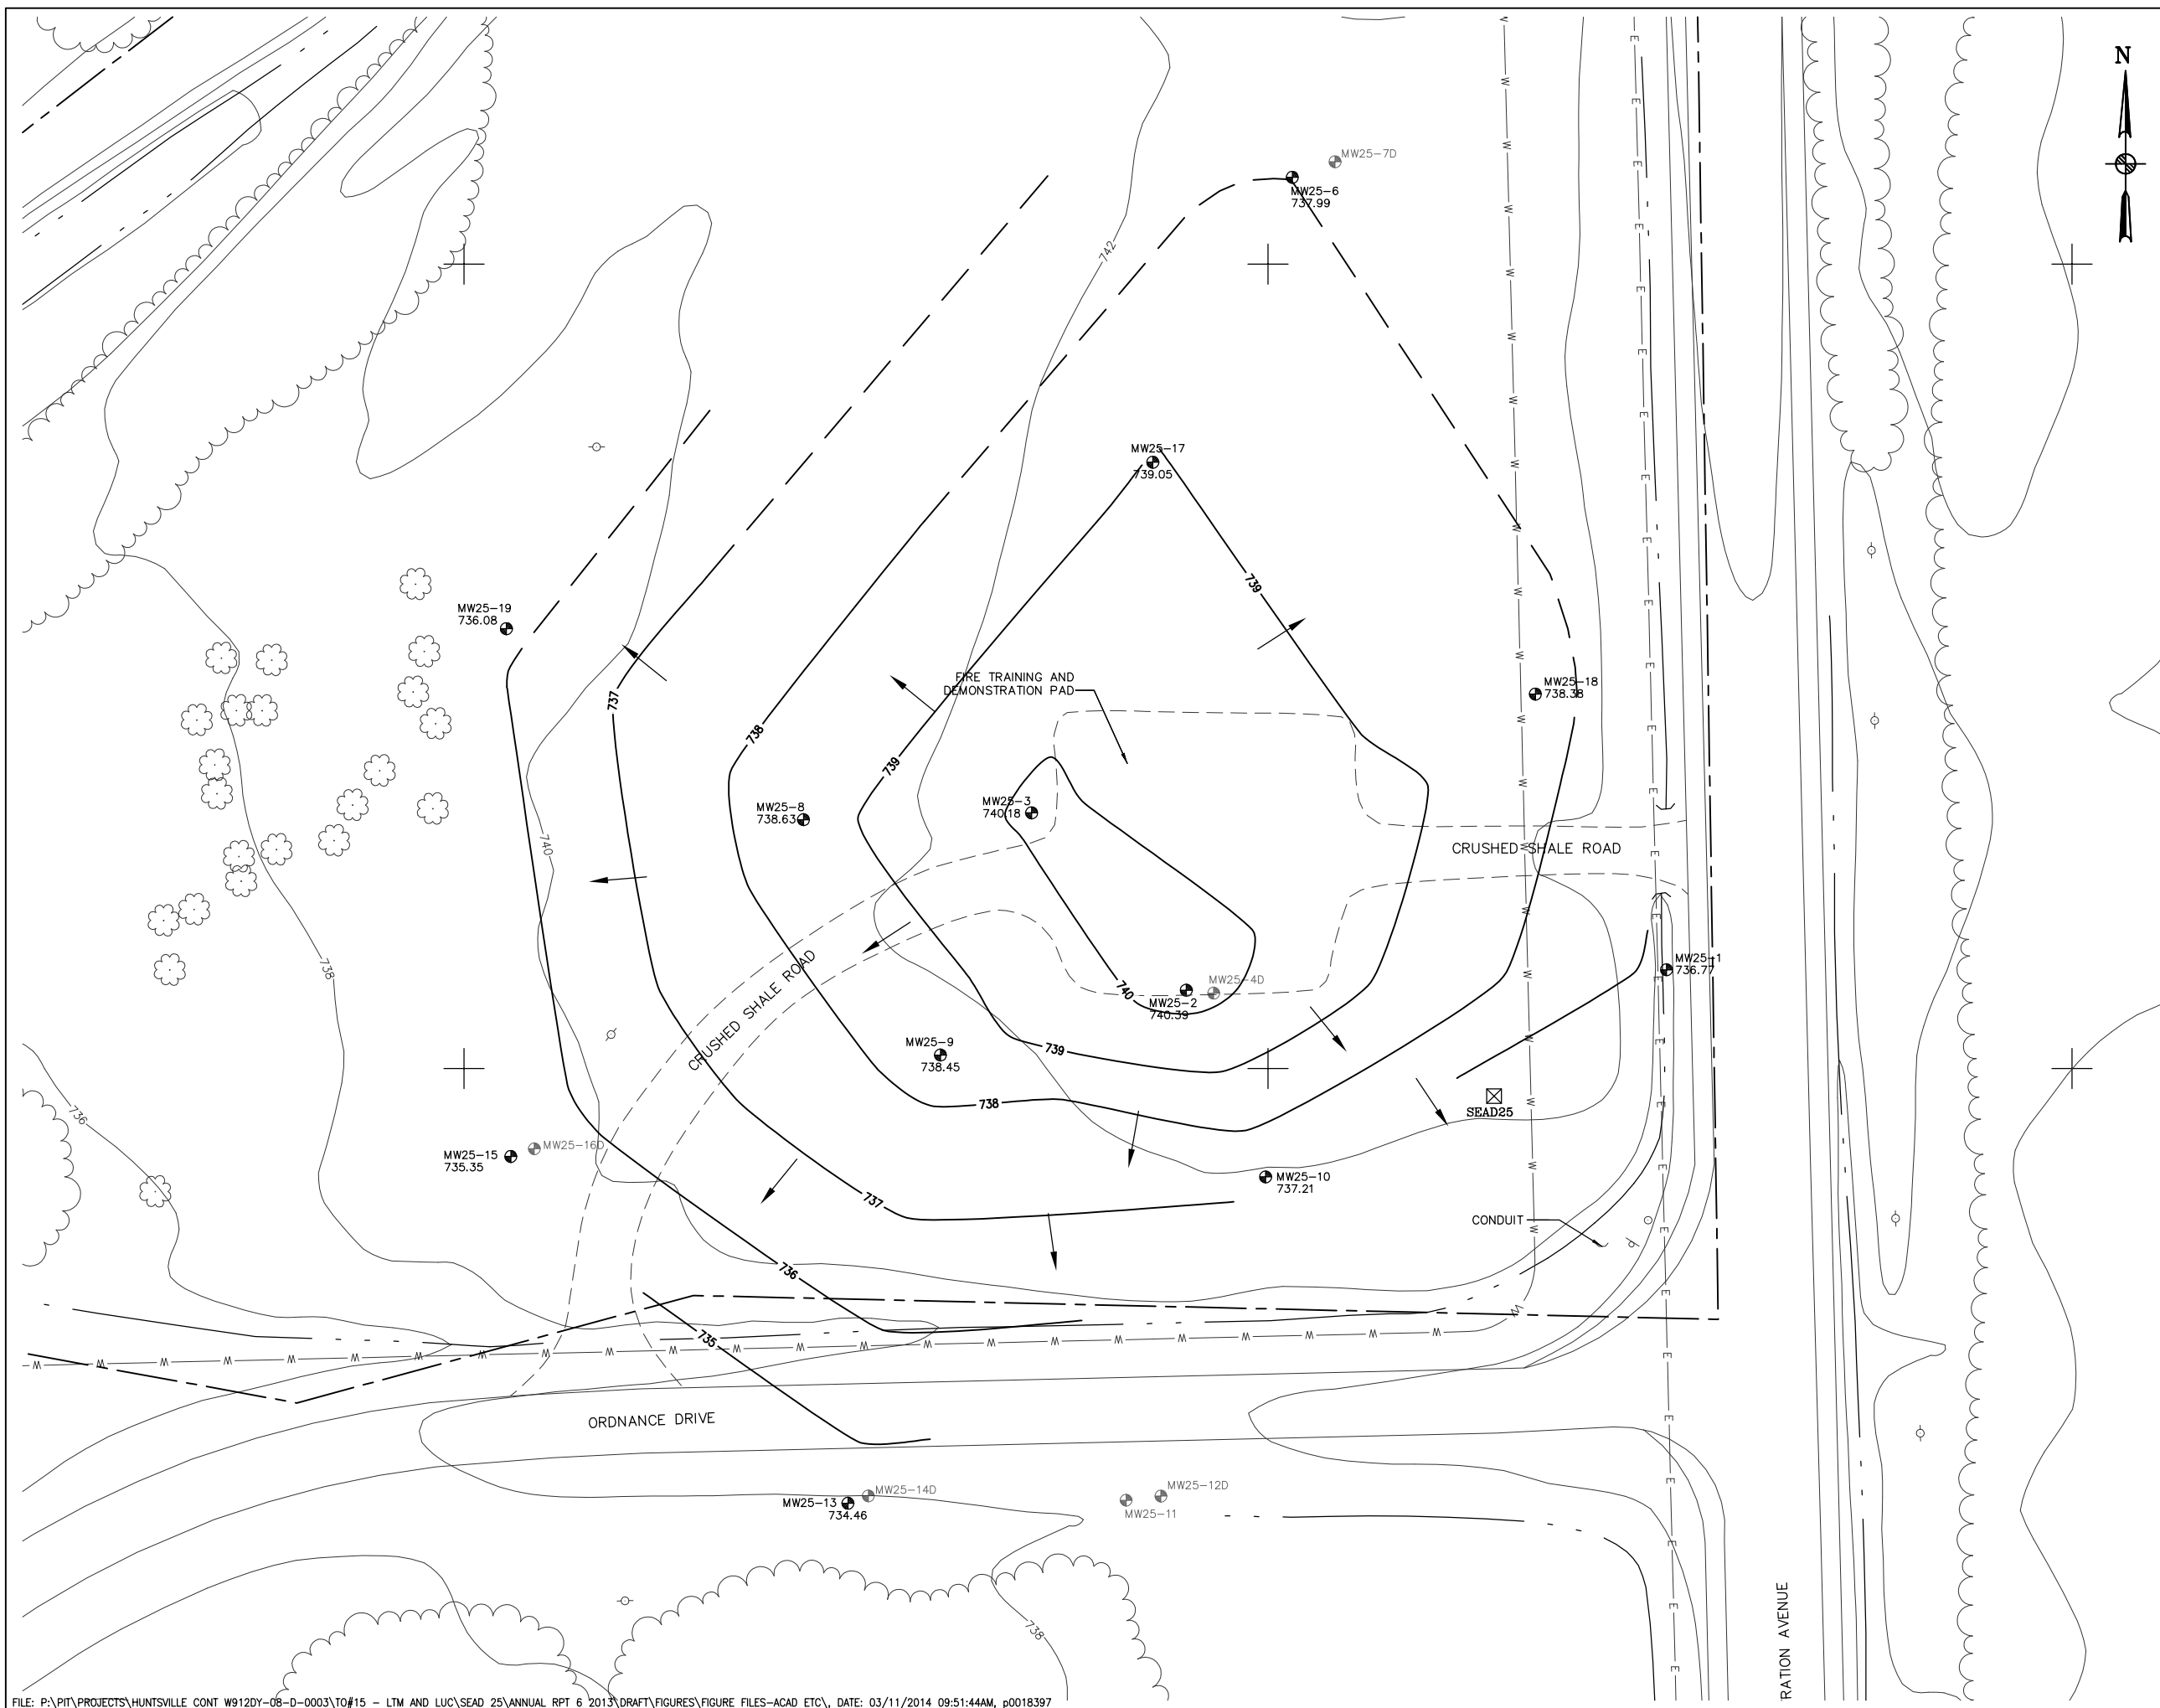 N
MW25-7D
MW25-6
737.99
742
MW25-17
739.05
739
MW25-19
736.08
FIRE TRAINING AND
DEMONSTRATION PAD
MW25-18
738.38
737
738
739
MW25-8
738.63
MW25-3
740.18
740
CRUSHED SHALE ROAD
738
CRUSHED SHALE ROAD
MW25-1
736.77
MW25-4D
740
MW25-2
740.39
MW25-9
738.45
739
738
SEAD25
736
MW25-16D
MW25-15
735.35
MW25-10
737.21
737
CONDUIT
736
735
ORDNANCE DRIVE
MW25-14D
MW25-13
734.46
MW25-12D
MW25-11
738
RATION AVENUE
FILE: P:\PIT\PROJECTS\HUNTSVILLE CONT W912DY-08-D-0003\TO#15 - LTM AND LUC\SEAD 25\ANNUAL RPT 6 2013\DRAFT\FIGURES\FIGURE FILES-ACAD ETC\, DATE: 03/11/2014 09:51:44AM, p0018397